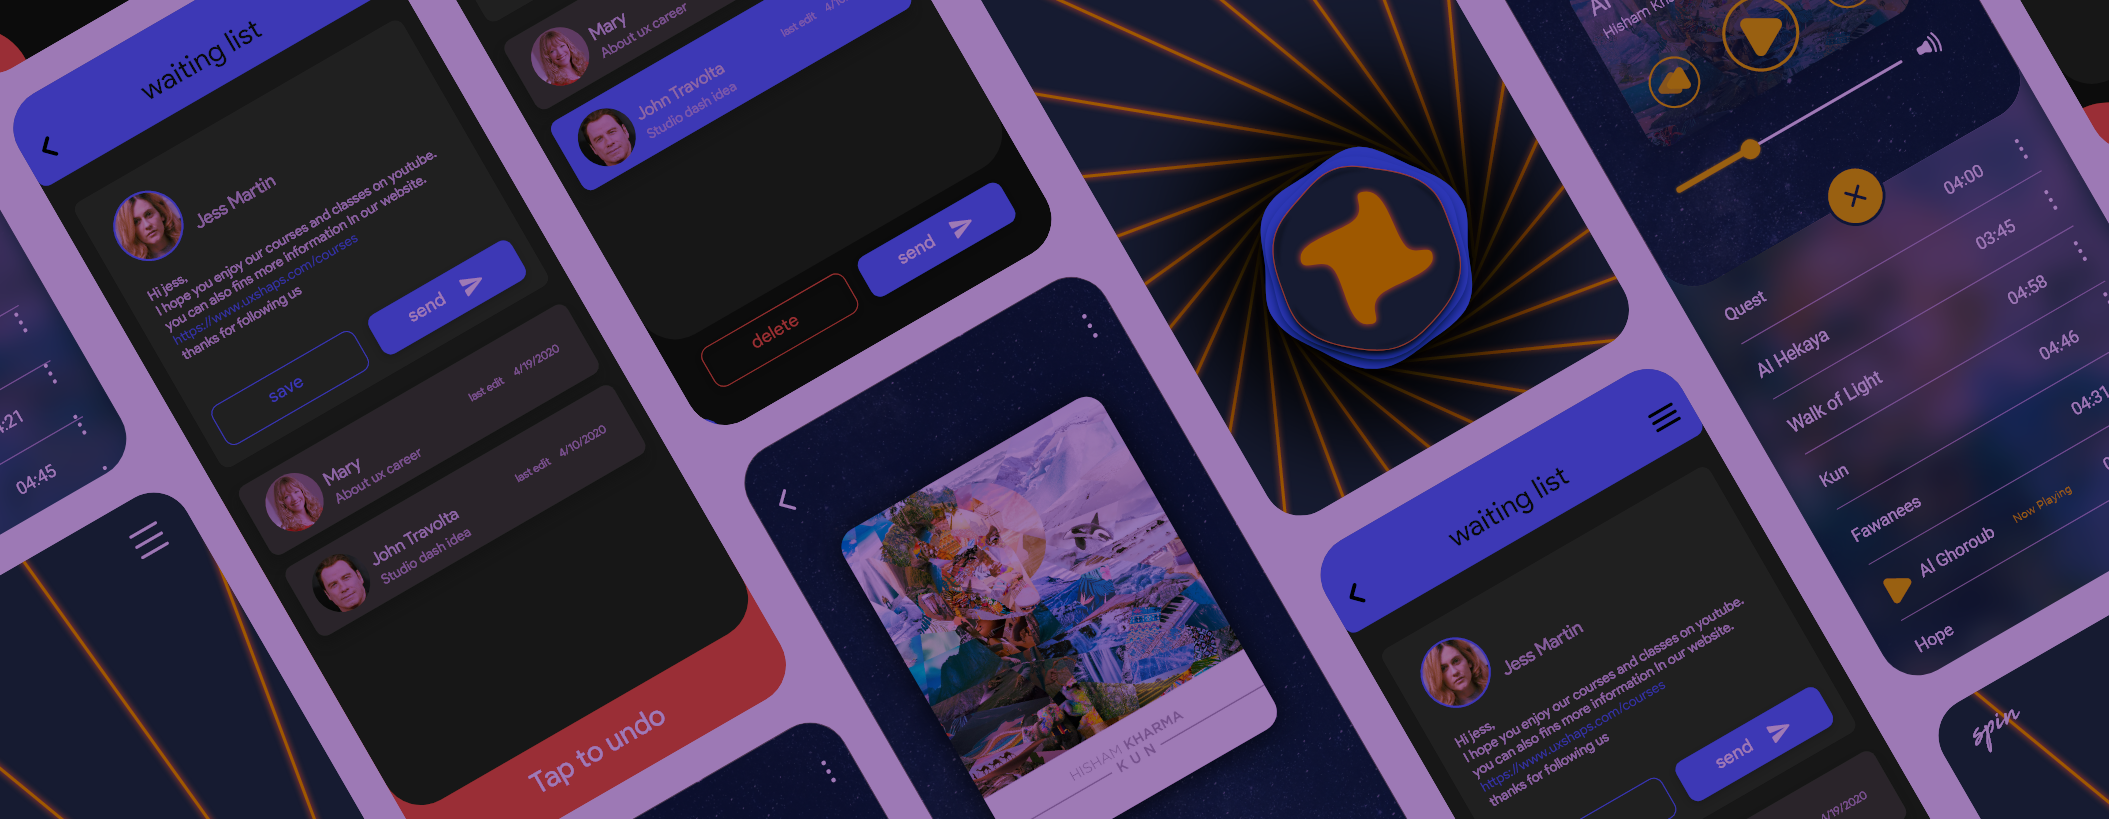 waiting list
Jess Martin
Hi jess,
I hope you enjoy our courses and classes on youtube.
you can also fins more information in our website.
https://www.uxshaps.com/courses
thanks for following us
save
send
Mary
About ux career
last edit 4/19/2020
John Travolta
Studio dash idea
last edit 4/10/2020
Tap to undo
04:45
Mary
About ux career
John Travolta
Studio dash idea
last edit
delete
send
HISHAM KHARMA
KUN
waiting list
Jess Martin
Hi jess,
I hope you enjoy our courses and classes on youtube.
you can also fins more information in our website.
https://www.uxshaps.com/courses
thanks for following us
send
4/19/2020
Quest 04:00
Al Hekaya 03:45
Walk of Light 04:58
Kun 04:46
Fawanees 04:31
Al Ghoroub Now Playing
Hope
spin